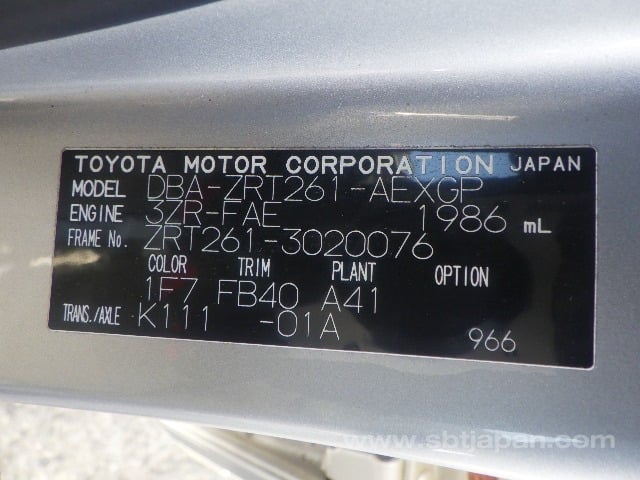 TOYOTA MOTOR CORPORATION JAPAN
MODEL DBA-ZRT261-AEXGP
ENGINE 3ZR-FAE 1986 mL
FRAME No. ZRT261-3020076
COLOR TRIM PLANT OPTION
1F7 FB40 A41
TRANS./AXLE K111 -01A
966
www.sbtjapan.com